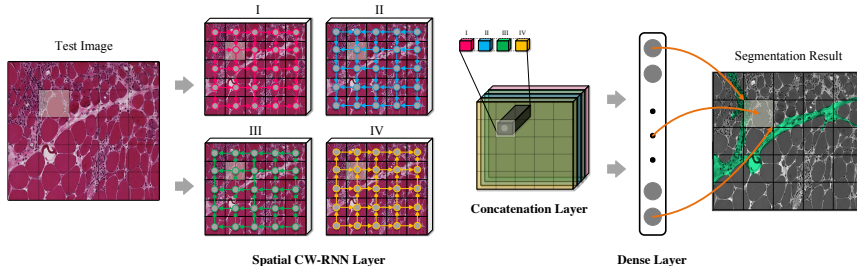 Test Image
I
II
III
IV
Spatial CW-RNN Layer
I II III IV
Concatenation Layer
Dense Layer
Segmentation Result